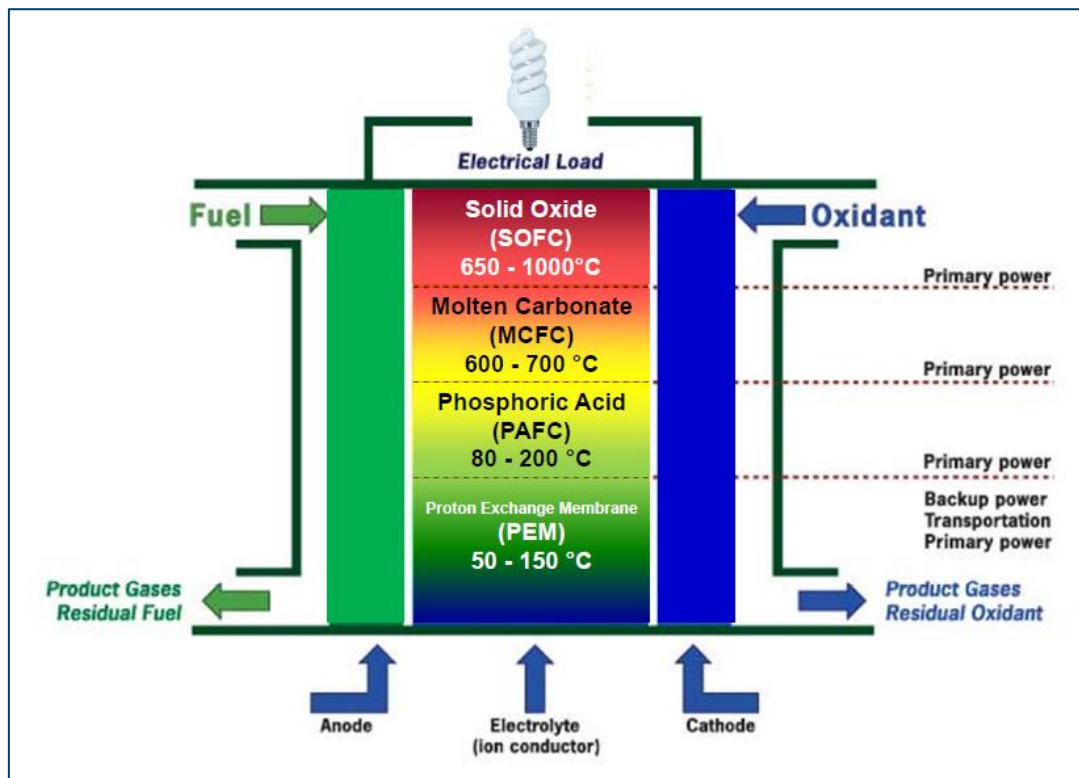 Electrical Load
Fuel
Oxidant
Solid Oxide
(SOFC)
650 - 1000°C
Primary power
Molten Carbonate
(MCFC)
600 - 700 °C
Primary power
Phosphoric Acid
(PAFC)
80 - 200 °C
Primary power
Proton Exchange Membrane
(PEM)
50 - 150 °C
Backup power
Transportation
Primary power
Product Gases
Residual Fuel
Product Gases
Residual Oxidant
Anode
Electrolyte
(ion conductor)
Cathode